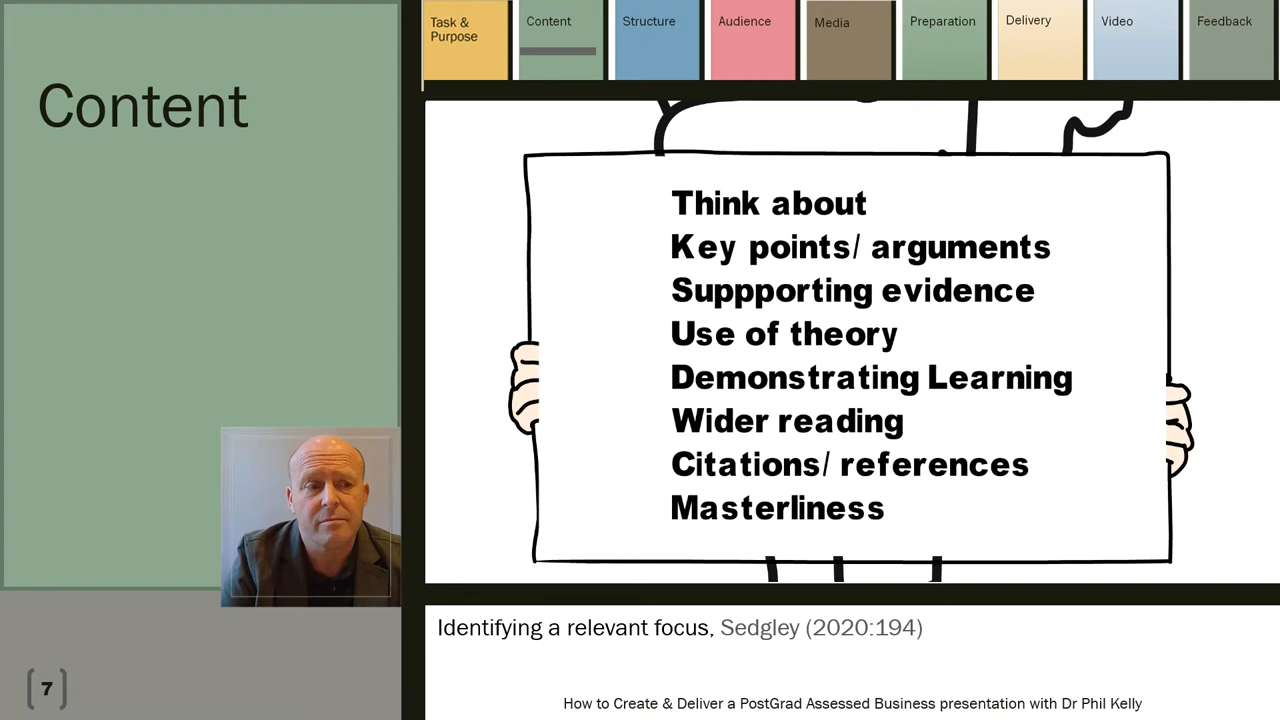 Content
Task &
Purpose
Content
Structure
Audience
Media
Preparation
Delivery
Video
Feedback
Think about
Key points/ arguments
Suppporting evidence
Use of theory
Demonstrating Learning
Wider reading
Citations/ references
Masterliness
Identifying a relevant focus, Sedgley (2020:194)
[7]
How to Create & Deliver a PostGrad Assessed Business presentation with Dr Phil Kelly